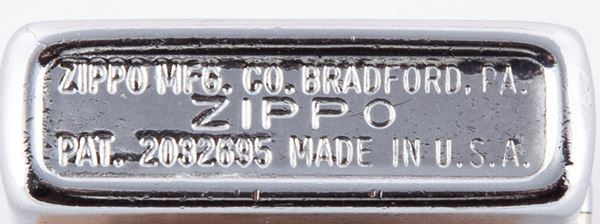 ZIPPO MFG. CO. BRADFORD, PA.
ZIPPO
PAT. 2032695 MADE IN U.S.A.